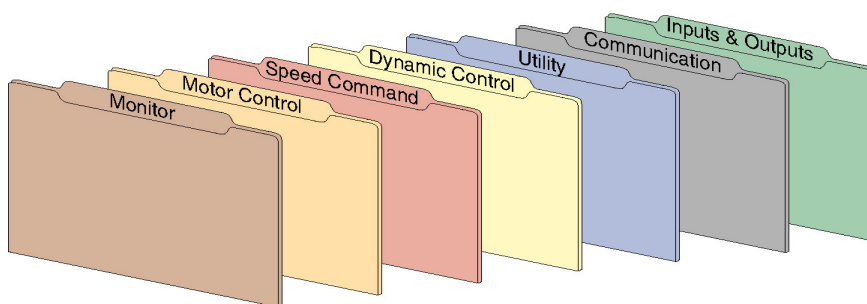 Monitor
Motor Control
Speed Command
Dynamic Control
Utility
Communication
Inputs & Outputs